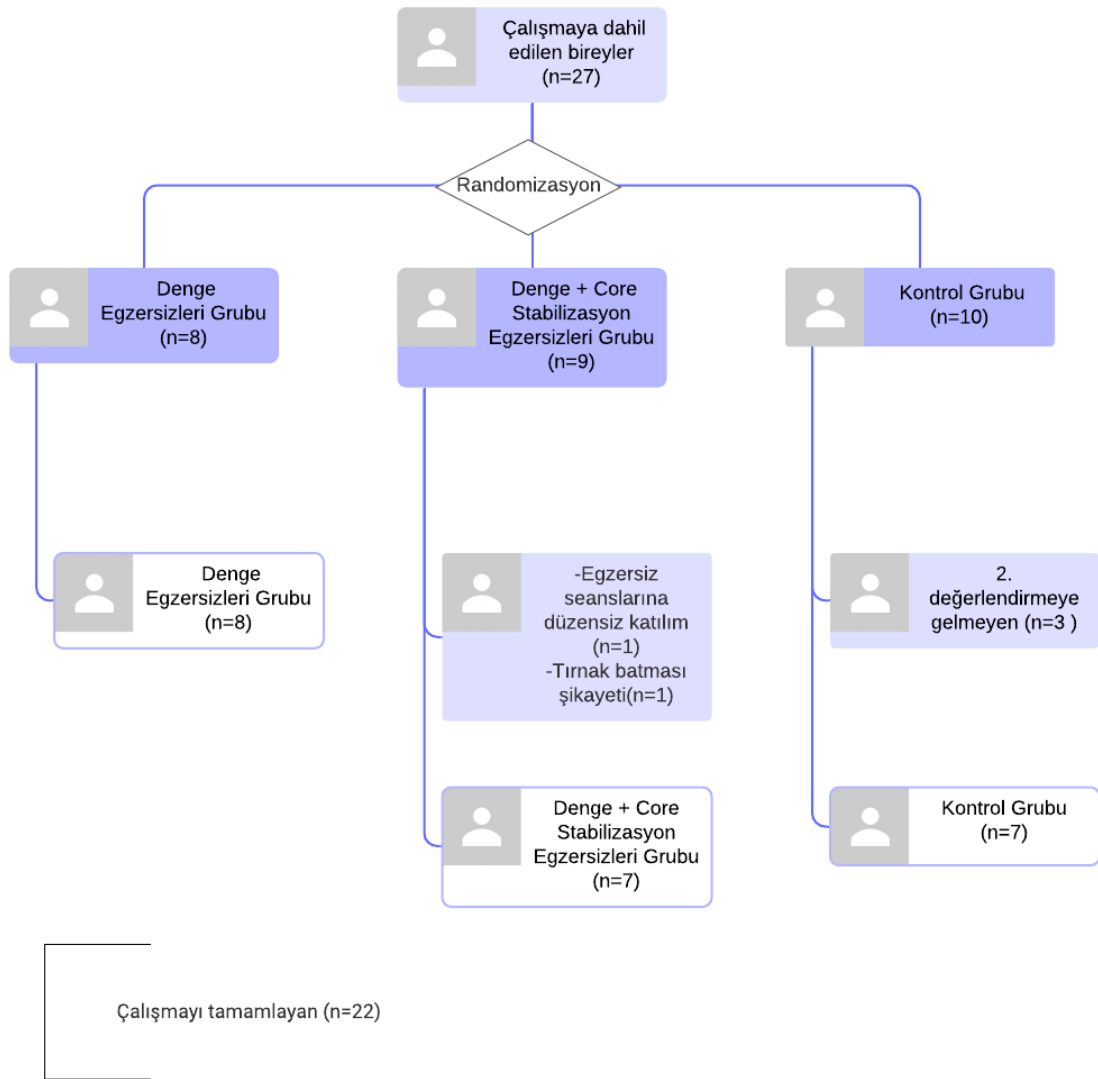 Çalışmaya dahil
edilen bireyler
(n=27)
Randomizasyon
Denge
Egzersizleri Grubu
(n=8)
Denge + Core
Stabilizasyon
Egzersizleri Grubu
(n=9)
Kontrol Grubu
(n=10)
Denge
Egzersizleri Grubu
(n=8)
-Egzersiz
seanslarına
düzensiz katılım
(n=1)
-Tırnak batması
şikayeti(n=1)
2.
değerlendirmeye
gelmeyen (n=3 )
Denge + Core
Stabilizasyon
Egzersizleri Grubu
(n=7)
Kontrol Grubu
(n=7)
Çalışmayı tamamlayan (n=22)